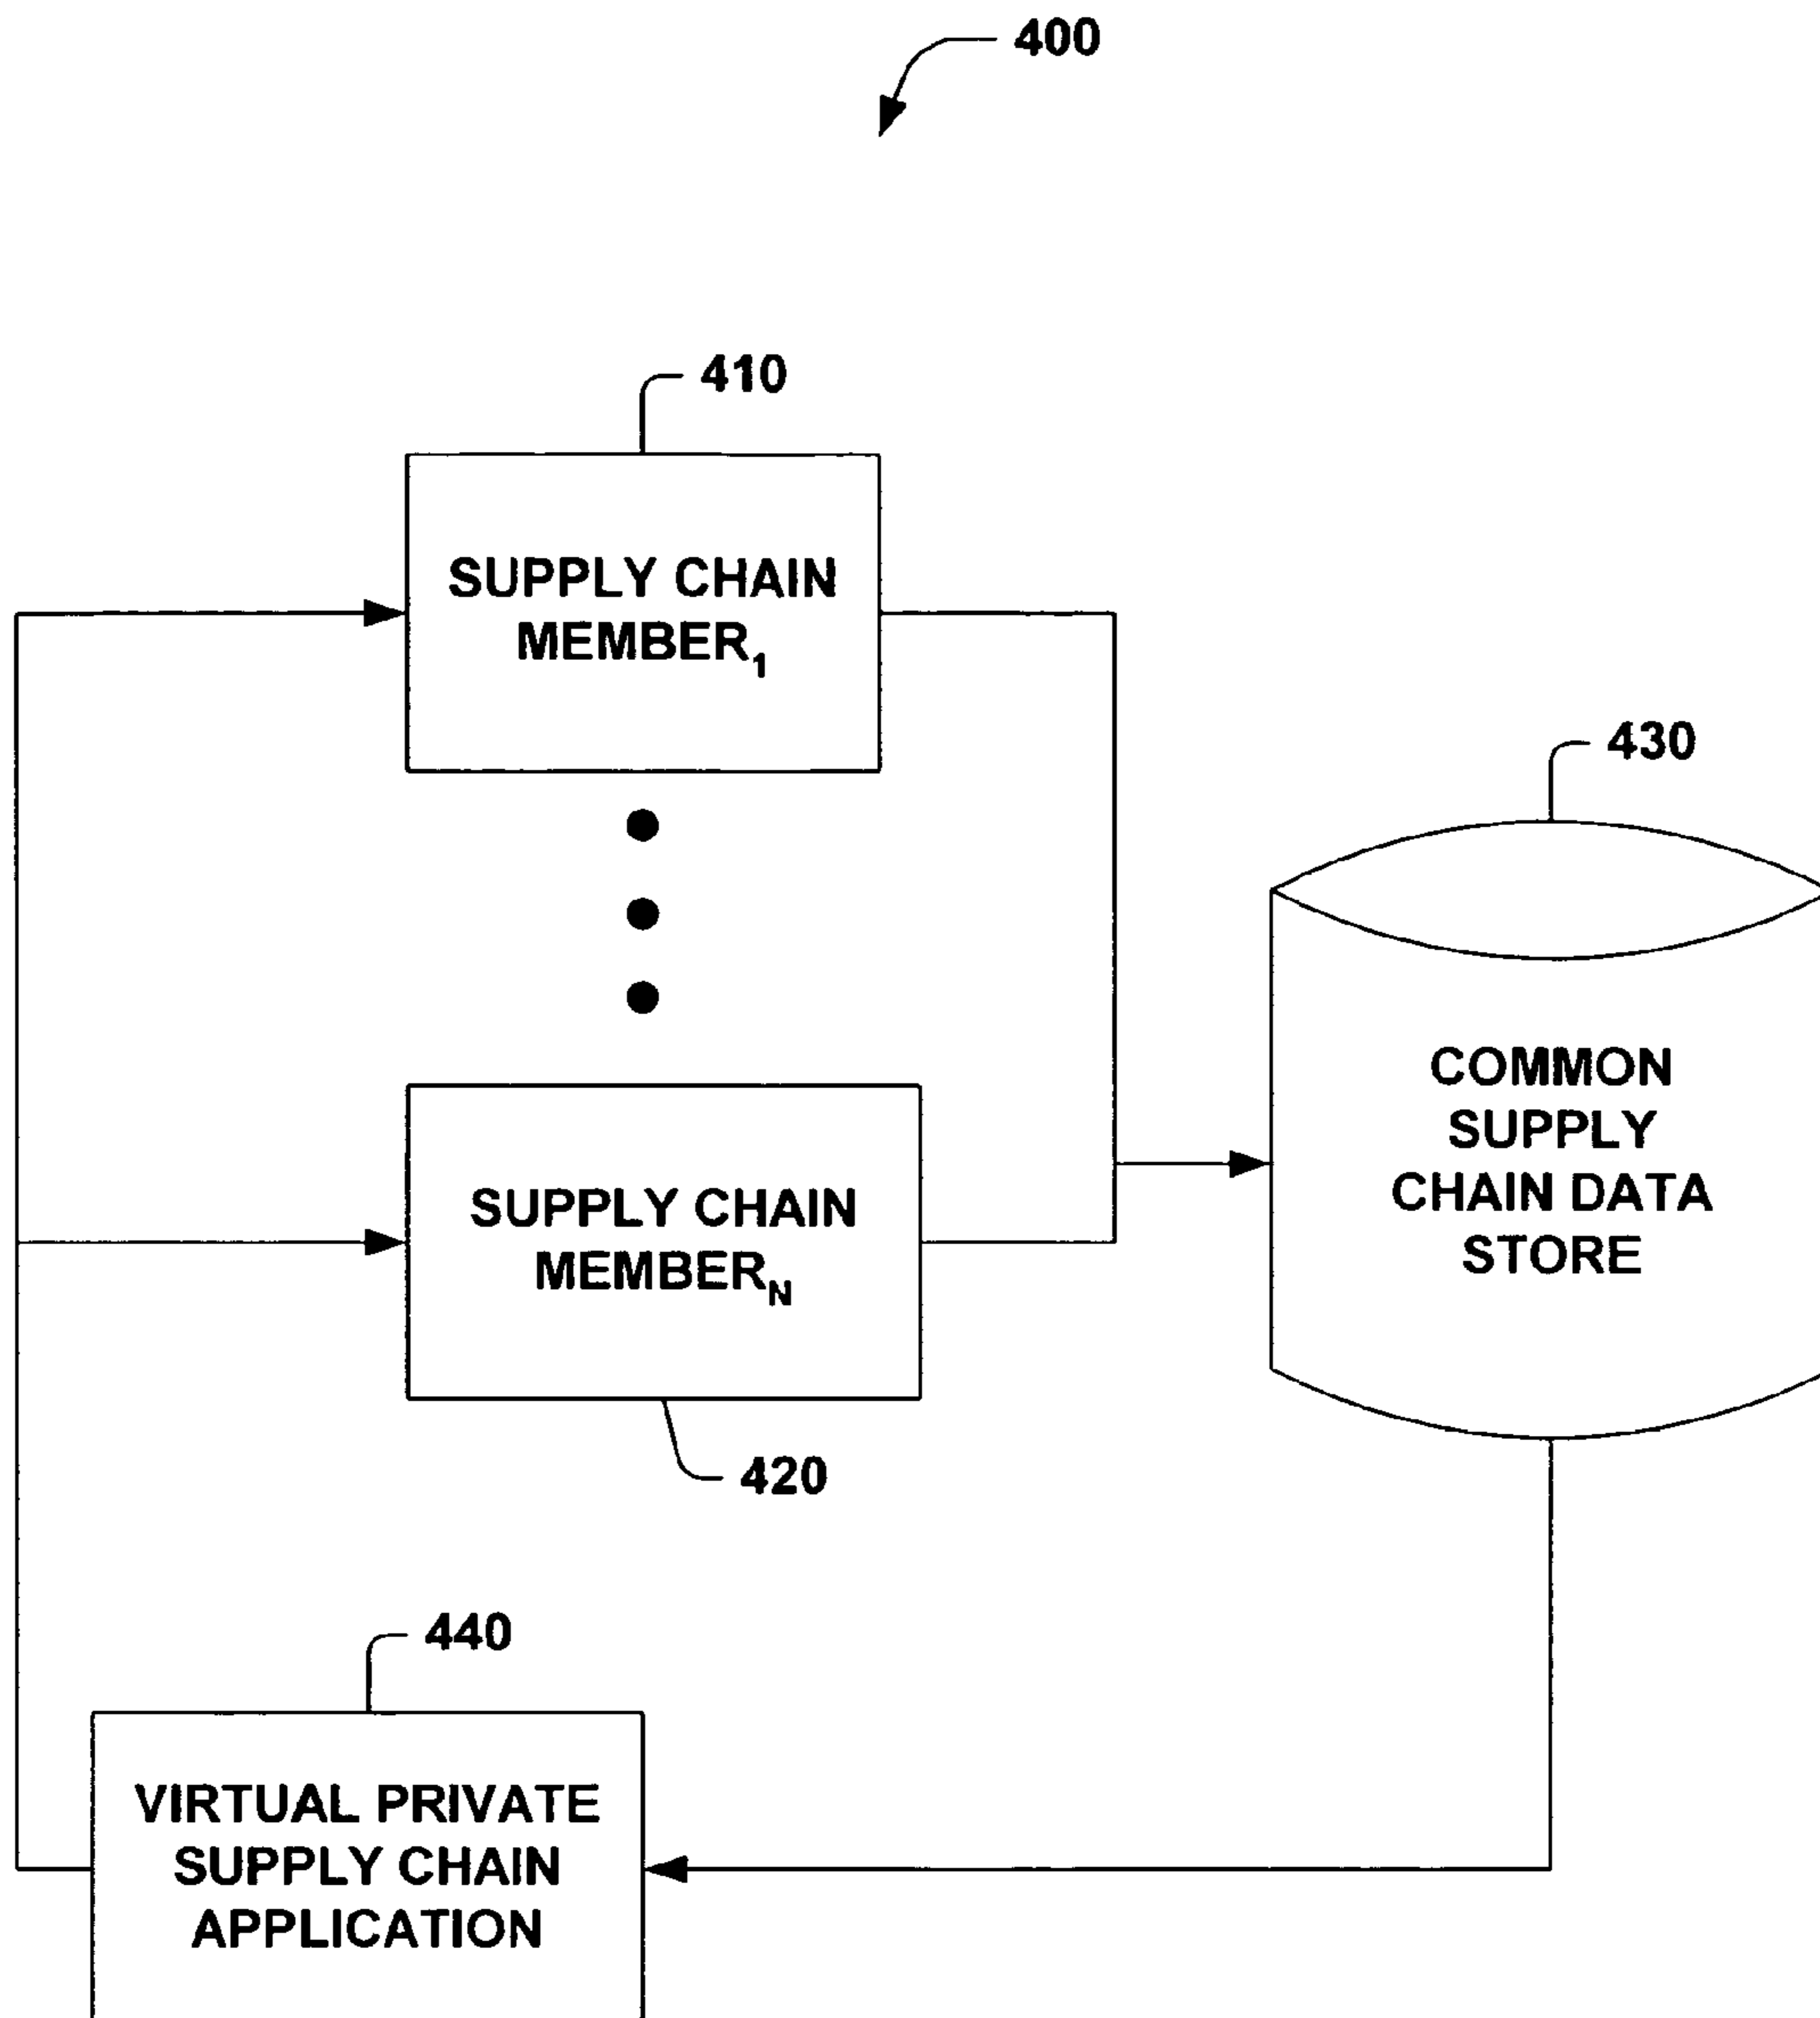 400
410
SUPPLY CHAIN
MEMBER₁
430
COMMON
SUPPLY
CHAIN DATA
STORE
SUPPLY CHAIN
MEMBER_N
420
440
VIRTUAL PRIVATE
SUPPLY CHAIN
APPLICATION